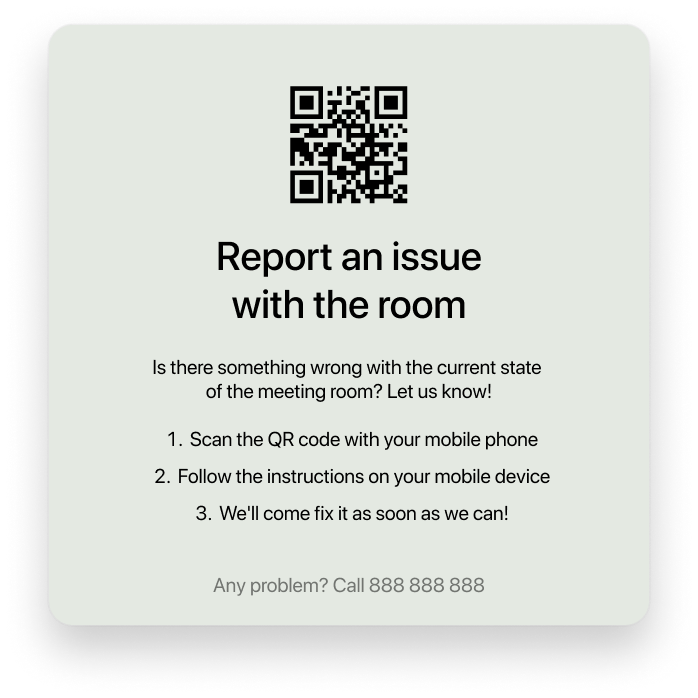 Report an issue
with the room
Is there something wrong with the current state
of the meeting room? Let us know!
1. Scan the QR code with your mobile phone
2. Follow the instructions on your mobile device
3. We'll come fix it as soon as we can!
Any problem? Call 888 888 888